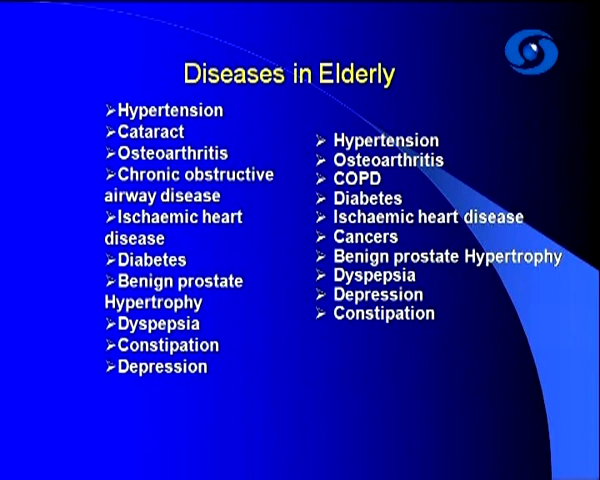 Diseases in Elderly
➢Hypertension
➢Cataract
➢Osteoarthritis
➢Chronic obstructive
airway disease
➢Ischaemic heart
disease
➢Diabetes
➢Benign prostate
Hypertrophy
➢Dyspepsia
➢Constipation
➢Depression
➢ Hypertension
➢ Osteoarthritis
➢ COPD
➢ Diabetes
➢ Ischaemic heart disease
➢ Cancers
➢ Benign prostate Hypertrophy
➢ Dyspepsia
➢ Depression
➢ Constipation